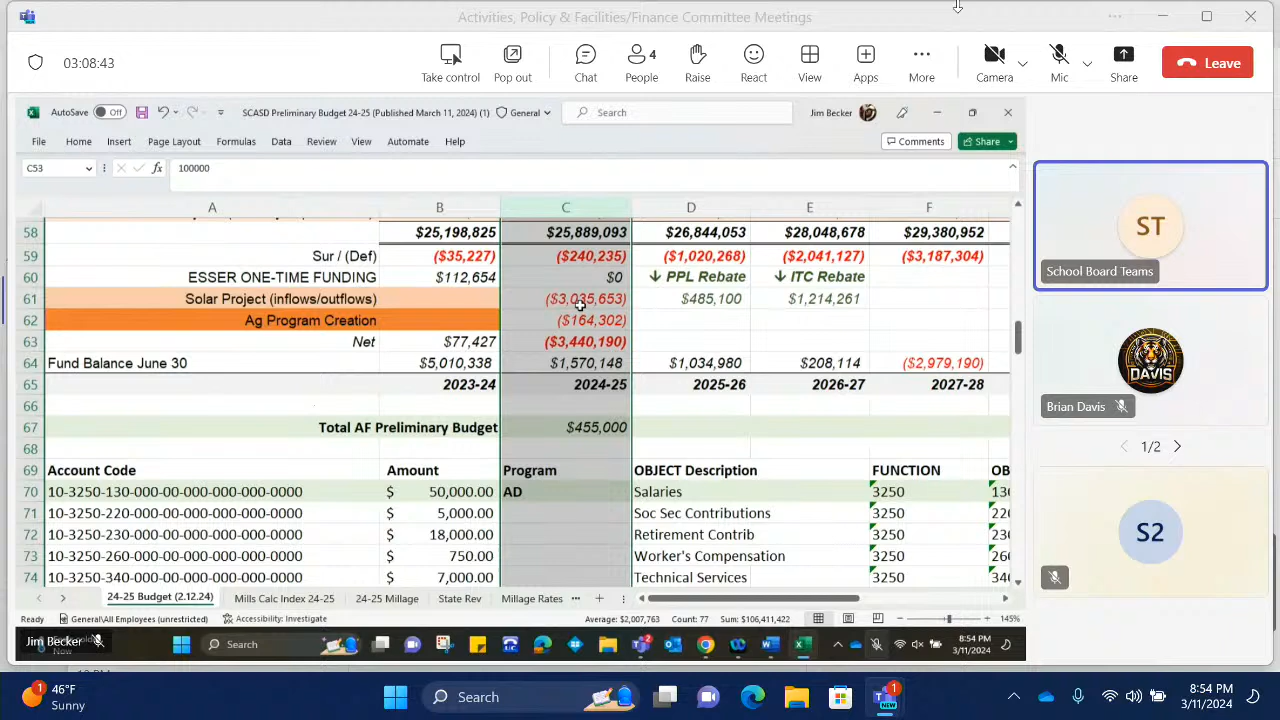 Activities, Policy & Facilities/Finance Committee Meetings
03:08:43
Take control
Pop out
Chat
4
People
Raise
React
View
Apps
More
Camera
Mic
Share
Leave
AutoSave Off
SCASD Preliminary Budget 24-25 (Published March 11, 2024) (1)
General
Search
Jim Becker
File Home Insert Page Layout Formulas Data Review View Automate Help
Comments
Share
C53 fx 100000
A B C D E F
58 $25,198,825 $25,889,093 $26,844,053 $28,048,678 $29,380,952
59 Sur / (Def) ($35,227) ($240,235) ($1,020,268) ($2,041,127) ($3,187,304)
60 ESSER ONE-TIME FUNDING $112,654 $0 ↓ PPL Rebate ↓ ITC Rebate
61 Solar Project (inflows/outflows) ($3,035,653) $485,100 $1,214,261
62 Ag Program Creation ($164,302)
63 Net $77,427 ($3,440,190)
64 Fund Balance June 30 $5,010,338 $1,570,148 $1,034,980 $208,114 ($2,979,190)
65 2023-24 2024-25 2025-26 2026-27 2027-28
66
67 Total AF Preliminary Budget $455,000
68
69 Account Code Amount Program OBJECT Description FUNCTION OB
70 10-3250-130-000-00-000-000-000-0000 $ 50,000.00 AD Salaries 3250 130
71 10-3250-220-000-00-000-000-000-0000 $ 5,000.00 Soc Sec Contributions 3250 220
72 10-3250-230-000-00-000-000-000-0000 $ 18,000.00 Retirement Contrib 3250 230
73 10-3250-260-000-00-000-000-000-0000 $ 750.00 Worker's Compensation 3250 260
74 10-3250-340-000-00-000-000-000-0000 $ 7,000.00 Technical Services 3250 340
24-25 Budget (2.12.24) Mills Calc Index 24-25 24-25 Millage State Rev Millage Rates
Ready General\All Employees (unrestricted) Accessibility: Investigate Average: $2,007,763 Count: 77 Sum: $106,411,422 145%
Jim Becker
Now
Search
8:54 PM
3/11/2024
ST
School Board Teams
DAVIS
Brian Davis
1/2
S2
1
46°F
Sunny
Search
NEW
1
8:54 PM
3/11/2024